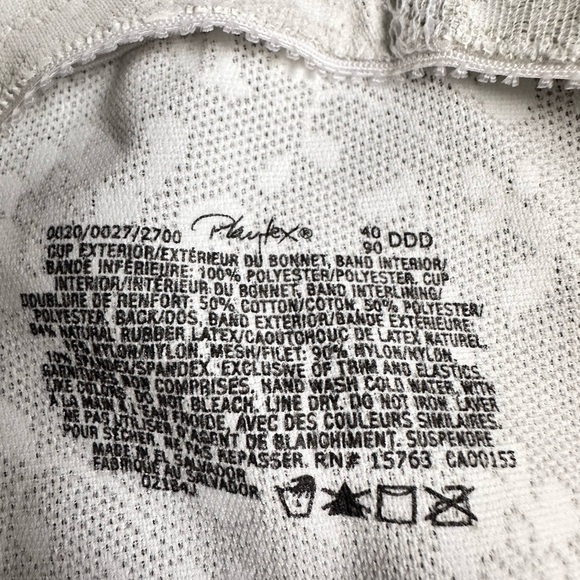 0020/0027/2700 Playtex® 40 DDD
90
CUP EXTERIOR/EXTÉRIEUR DU BONNET, BAND INTERIOR/
BANDE INFÉRIEURE: 100% POLYESTER/POLYESTER. CUP
INTERIOR/INTÉRIEUR DU BONNET, BAND INTERLINING/
DOUBLURE DE RENFORT: 50% COTTON/COTON, 50% POLYESTER/
POLYESTER. BACK/DOS, BAND EXTERIOR/BANDE EXTÉRIEURE:
84% NATURAL RUBBER LATEX/CAOUTCHOUC DE LATEX NATUREL,
16% NYLON/NYLON. MESH/FILET: 90% NYLON/NYLON,
10% SPANDEX/SPANDEX. EXCLUSIVE OF TRIM AND ELASTICS.
GARNITURES NON COMPRISES. HAND WASH COLD WATER, WITH
LIKE COLORS. DO NOT BLEACH. LINE DRY. DO NOT IRON. LAVER
À LA MAIN À L'EAU FROIDE, AVEC DES COULEURS SIMILAIRES.
NE PAS UTILISER D'AGENT DE BLANCHIMENT. SUSPENDRE
POUR SÉCHER. NE PAS REPASSER. RN# 15763 CA00153
MADE IN EL SALVADOR
FABRIQUÉ AU SALVADOR